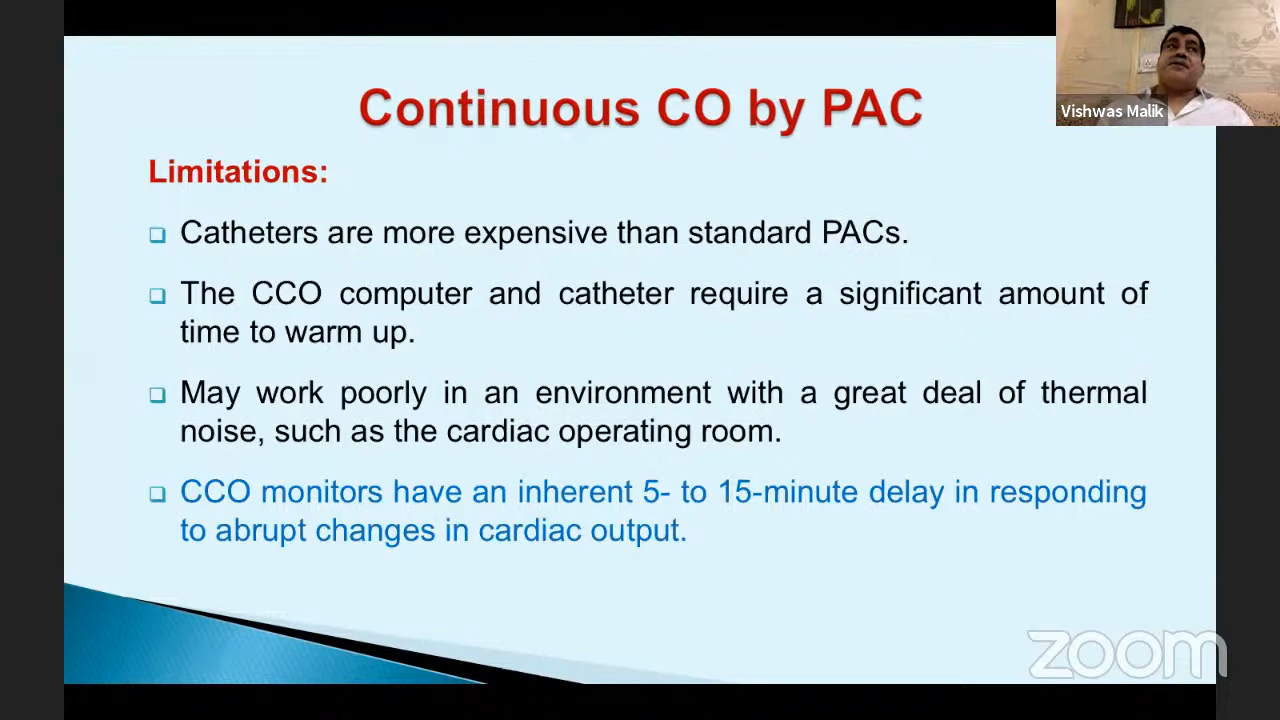 Continuous CO by PAC
Vishwas Malik
Limitations:
Catheters are more expensive than standard PACs.
The CCO computer and catheter require a significant amount of
time to warm up.
May work poorly in an environment with a great deal of thermal
noise, such as the cardiac operating room.
CCO monitors have an inherent 5- to 15-minute delay in responding
to abrupt changes in cardiac output.
zoom